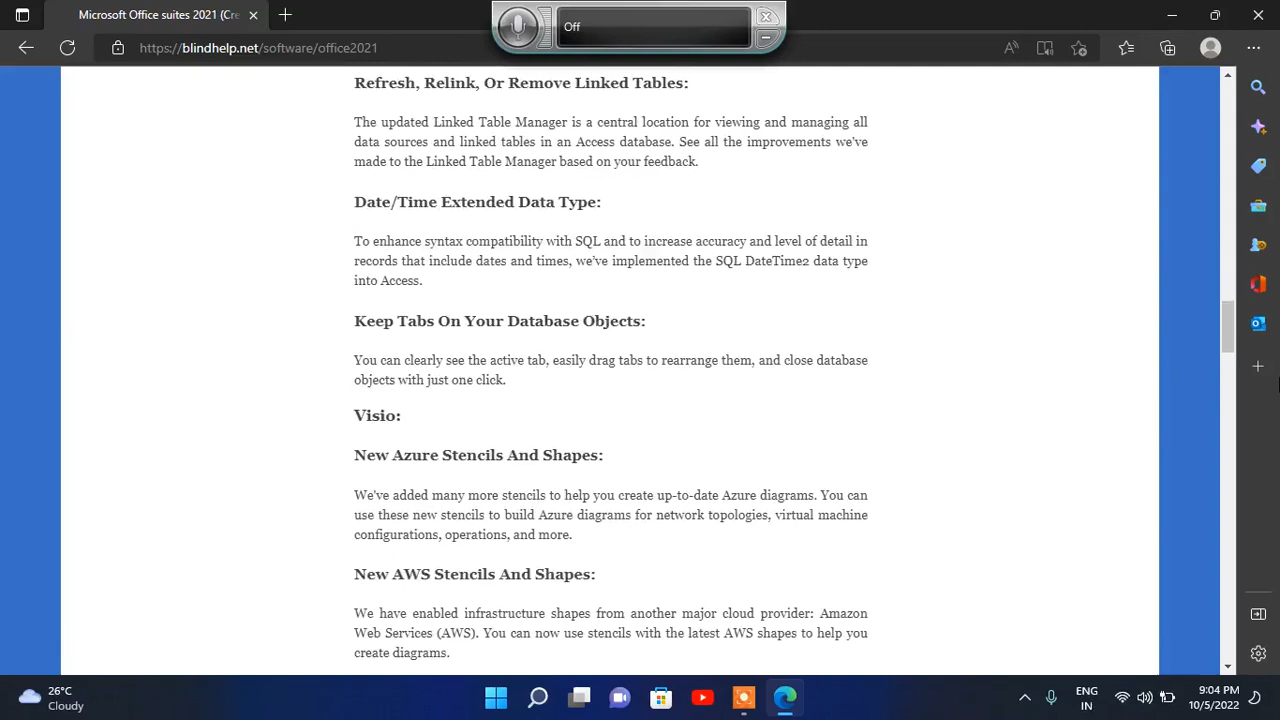 Microsoft Office suites 2021 (Cre
Off
https://blindhelp.net/software/office2021
Refresh, Relink, Or Remove Linked Tables:
The updated Linked Table Manager is a central location for viewing and managing all
data sources and linked tables in an Access database. See all the improvements we've
made to the Linked Table Manager based on your feedback.
Date/Time Extended Data Type:
To enhance syntax compatibility with SQL and to increase accuracy and level of detail in
records that include dates and times, we've implemented the SQL DateTime2 data type
into Access.
Keep Tabs On Your Database Objects:
You can clearly see the active tab, easily drag tabs to rearrange them, and close database
objects with just one click.
Visio:
New Azure Stencils And Shapes:
We've added many more stencils to help you create up-to-date Azure diagrams. You can
use these new stencils to build Azure diagrams for network topologies, virtual machine
configurations, operations, and more.
New AWS Stencils And Shapes:
We have enabled infrastructure shapes from another major cloud provider: Amazon
Web Services (AWS). You can now use stencils with the latest AWS shapes to help you
create diagrams.
26°C
Cloudy
ENG
IN
9:04 PM
10/5/2022